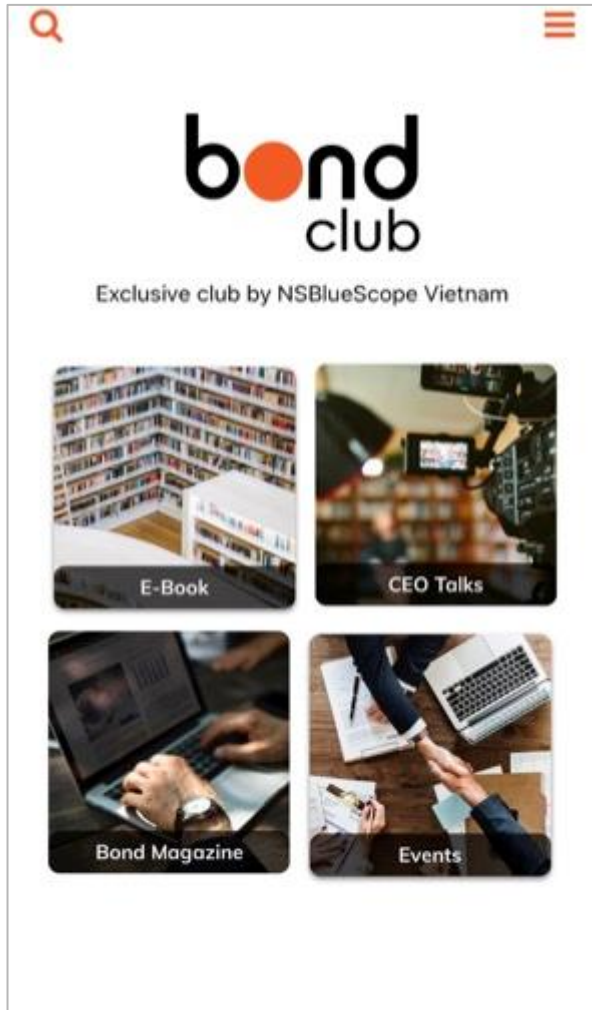 bond
club
Exclusive club by NSBlueScope Vietnam
E-Book
CEO Talks
Bond Magazine
Events